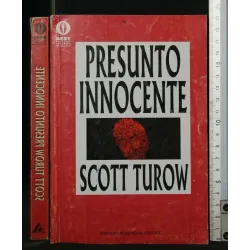 PRESUNTO
INNOCENTE
SCOTT TUROW
SCOTT TUROW PRESUNTO INNOCENTE